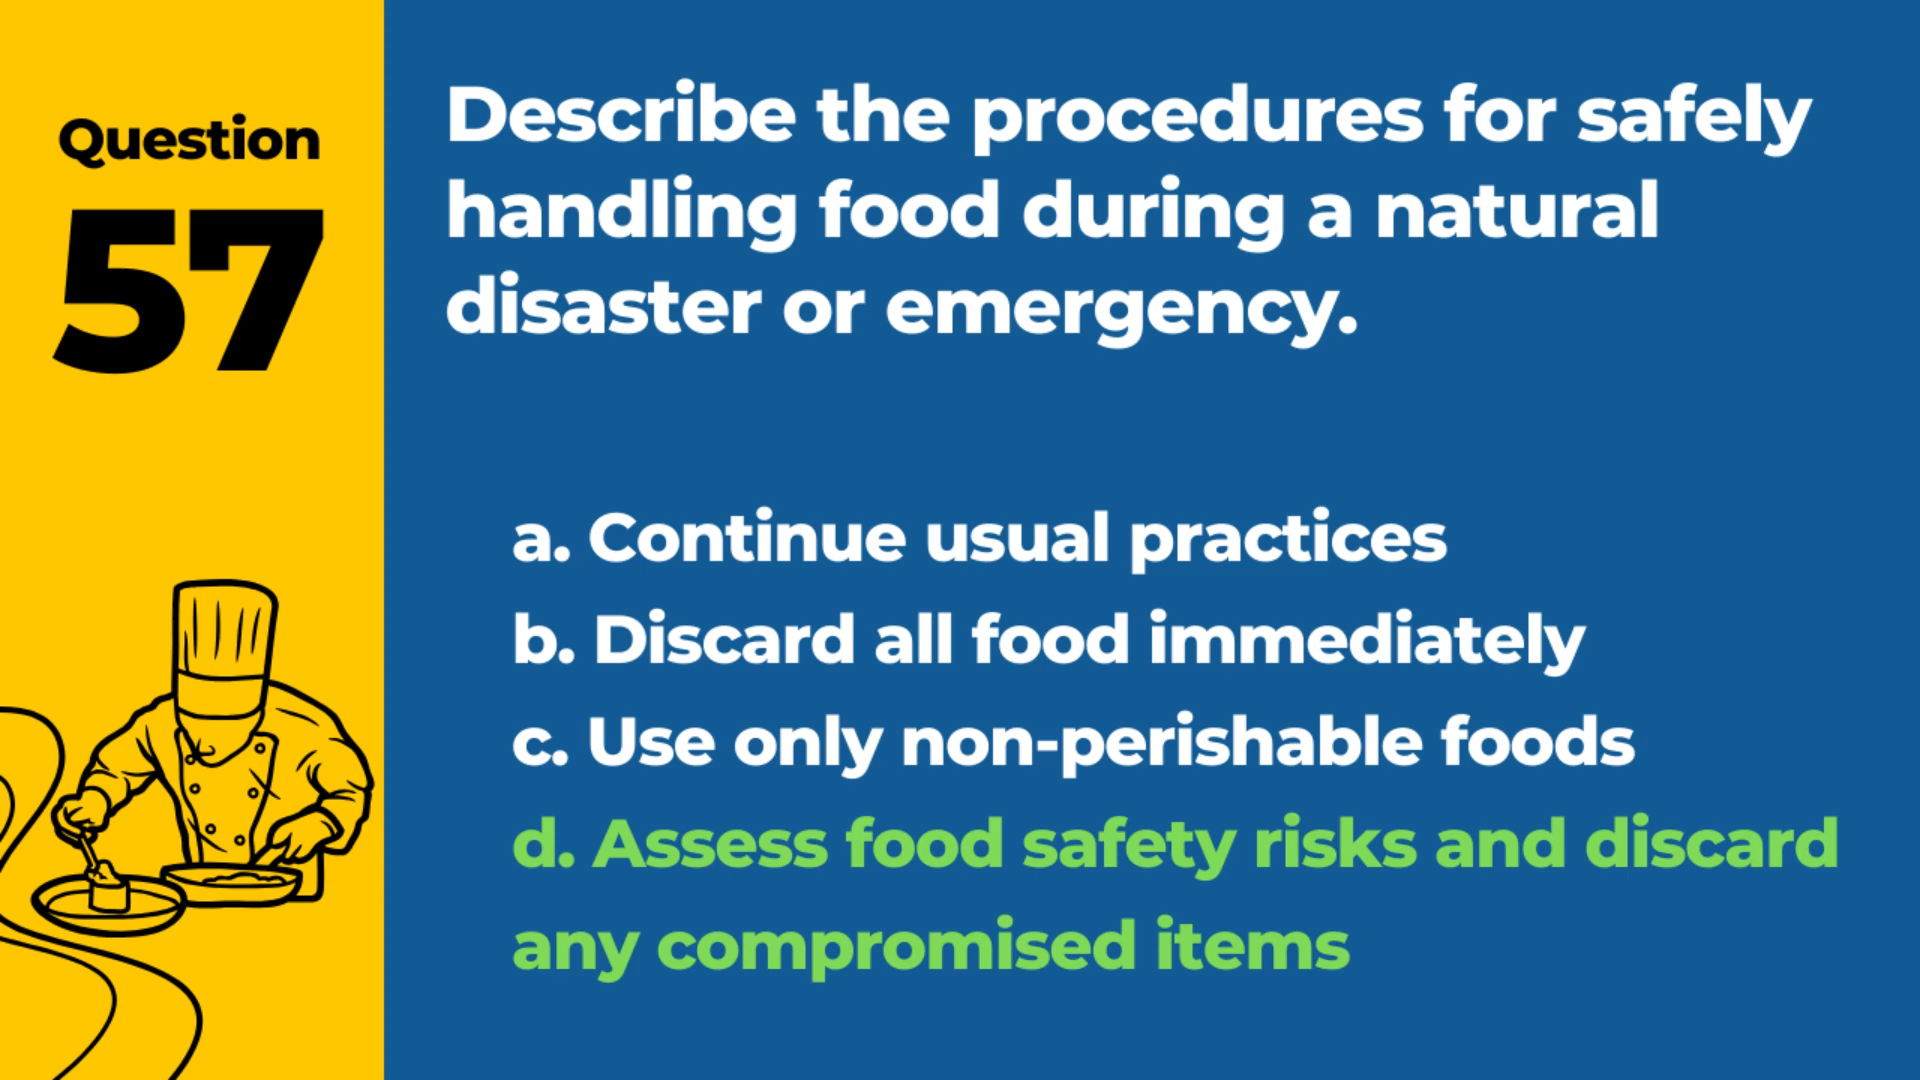 Question
57
Describe the procedures for safely
handling food during a natural
disaster or emergency.
a. Continue usual practices
b. Discard all food immediately
c. Use only non-perishable foods
d. Assess food safety risks and discard
any compromised items